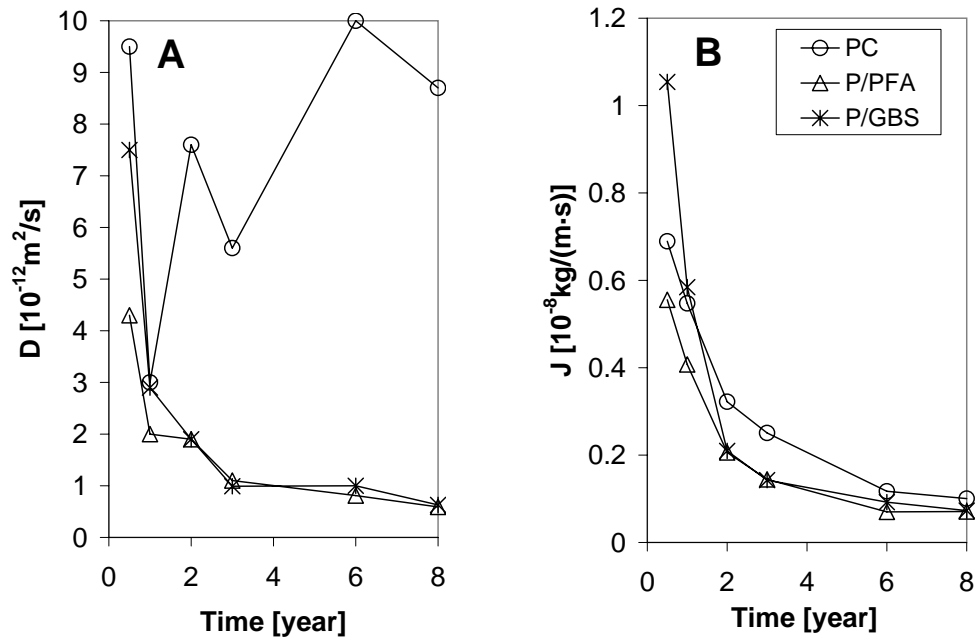 A
D [10⁻¹²m²/s]
10
9
8
7
6
5
4
3
2
1
0
0 2 4 6 8
Time [year]
B
PC
P/PFA
P/GBS
J [10⁻⁸kg/(m·s)]
1.2
1
0.8
0.6
0.4
0.2
0
0 2 4 6 8
Time [year]